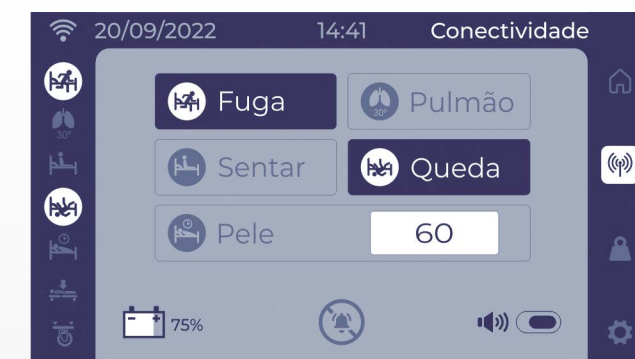 20/09/2022 14:41 Conectividade
30°
Fuga
30°
Pulmão
Sentar
Queda
Pele
60
75%